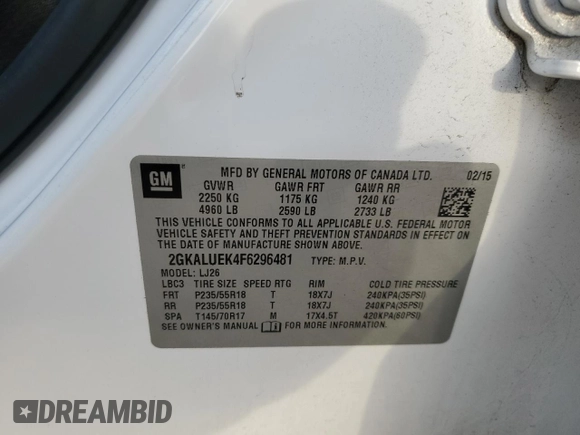 GM
MFD BY GENERAL MOTORS OF CANADA LTD. 02/15
GVWR GAWR FRT GAWR RR
2250 KG 1175 KG 1240 KG
4960 LB 2590 LB 2733 LB
THIS VEHICLE CONFORMS TO ALL APPLICABLE U.S. FEDERAL MOTOR
VEHICLE SAFETY AND THEFT PREVENTION STANDARDS IN EFFECT ON
THE DATE OF MANUFACTURE SHOWN ABOVE.
2GKALUEK4F6296481 TYPE: M.P.V.
MODEL: LJ26
LBC3 TIRE SIZE SPEED RTG RIM COLD TIRE PRESSURE
FRT P235/55R18 T 18X7J 240KPA(35PSI)
RR P235/55R18 T 18X7J 240KPA(35PSI)
SPA T145/70R17 M 17X4.5T 420KPA(60PSI)
SEE OWNER'S MANUAL FOR ADDITIONAL INFORMATION.
DREAMBID